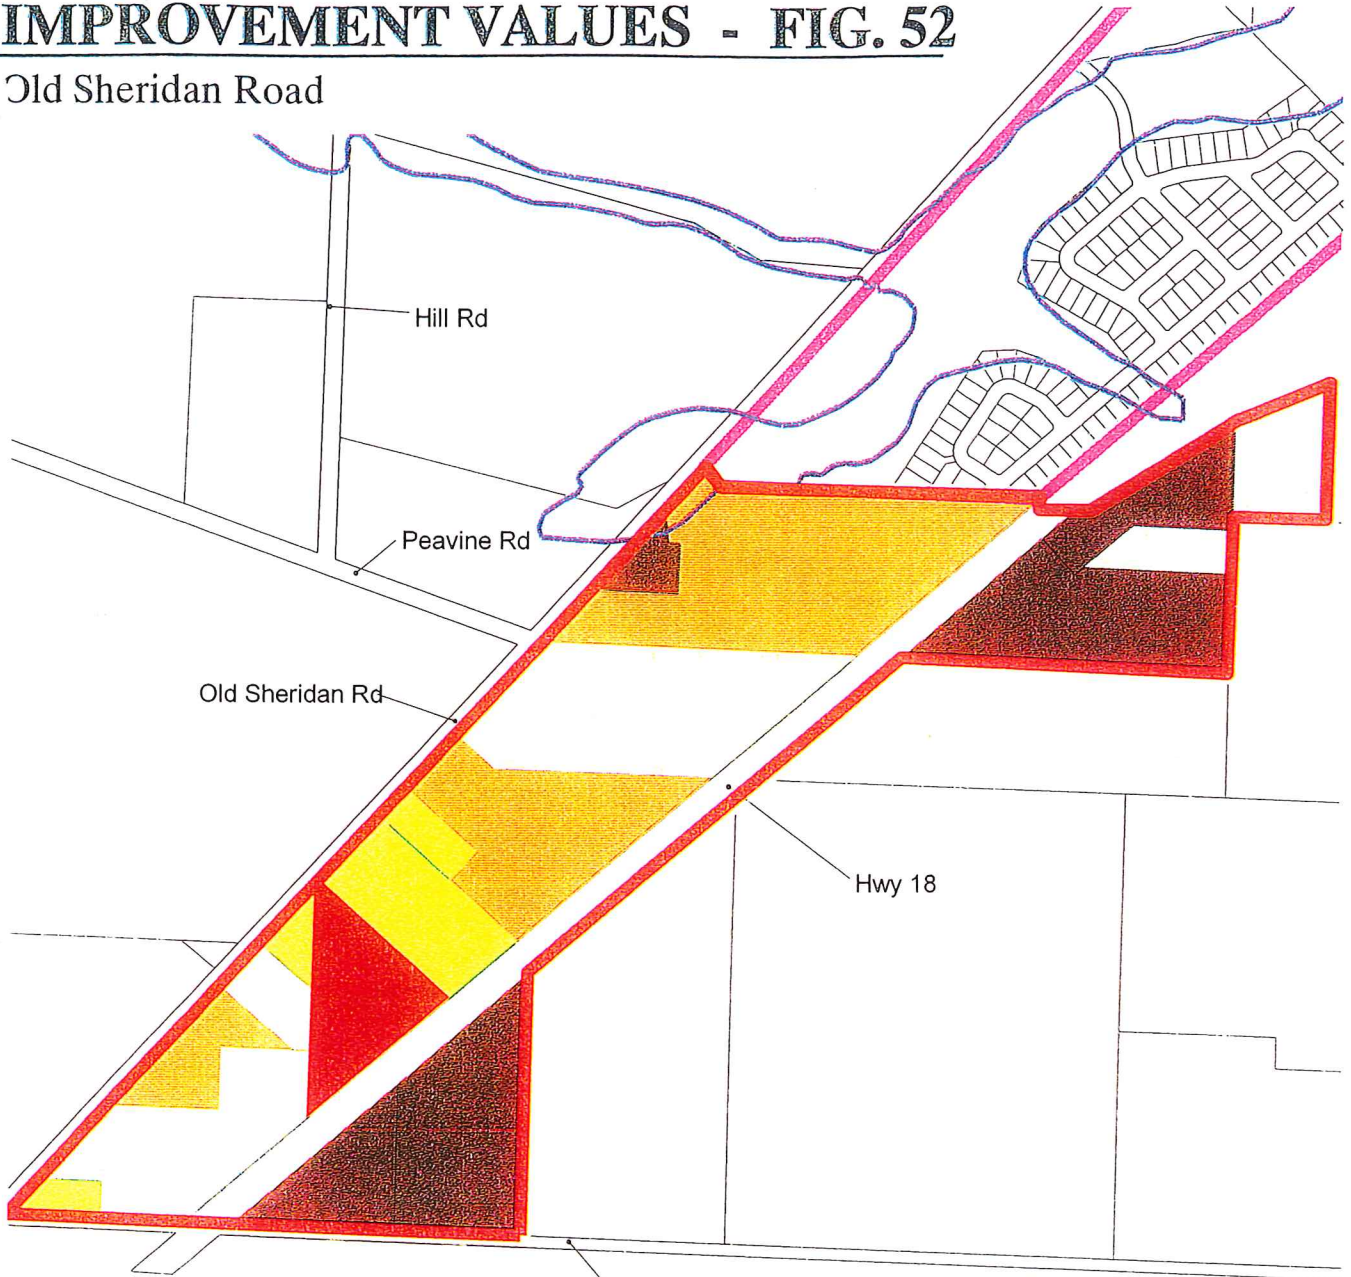 IMPROVEMENT VALUES - FIG. 52
Old Sheridan Road
Hill Rd
Peavine Rd
Old Sheridan Rd
Hwy 18